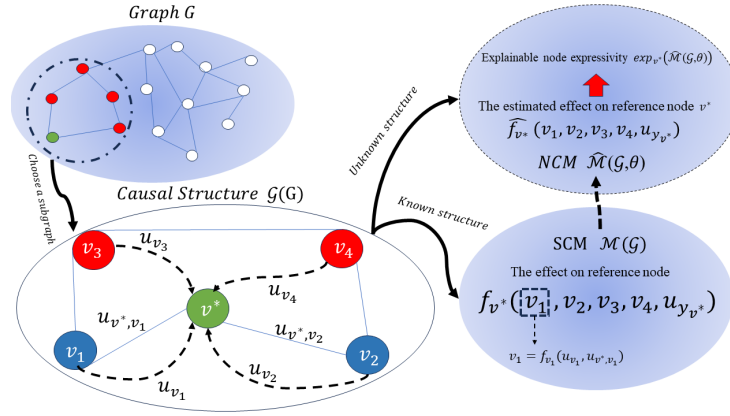 Graph G
Choose a subgraph
Causal Structure 𝒢(G)
v₃
u_{v₃}
v₄
u_{v₄}
v*
u_{v*,v₁}
u_{v*,v₂}
v₁
u_{v₁}
v₂
u_{v₂}
Unknown structure
Known structure
Explainable node expressivity exp_{v*}(ℳ̂(𝒢,θ))
The estimated effect on reference node v*
f̂_{v*}(v₁, v₂, v₃, v₄, u_{y_{v*}})
NCM ℳ̂(𝒢,θ)
SCM ℳ(𝒢)
The effect on reference node
f_{v*}(v₁, v₂, v₃, v₄, u_{y_{v*}})
v₁ = f_{v₁}(u_{v₁}, u_{v*,v₁})